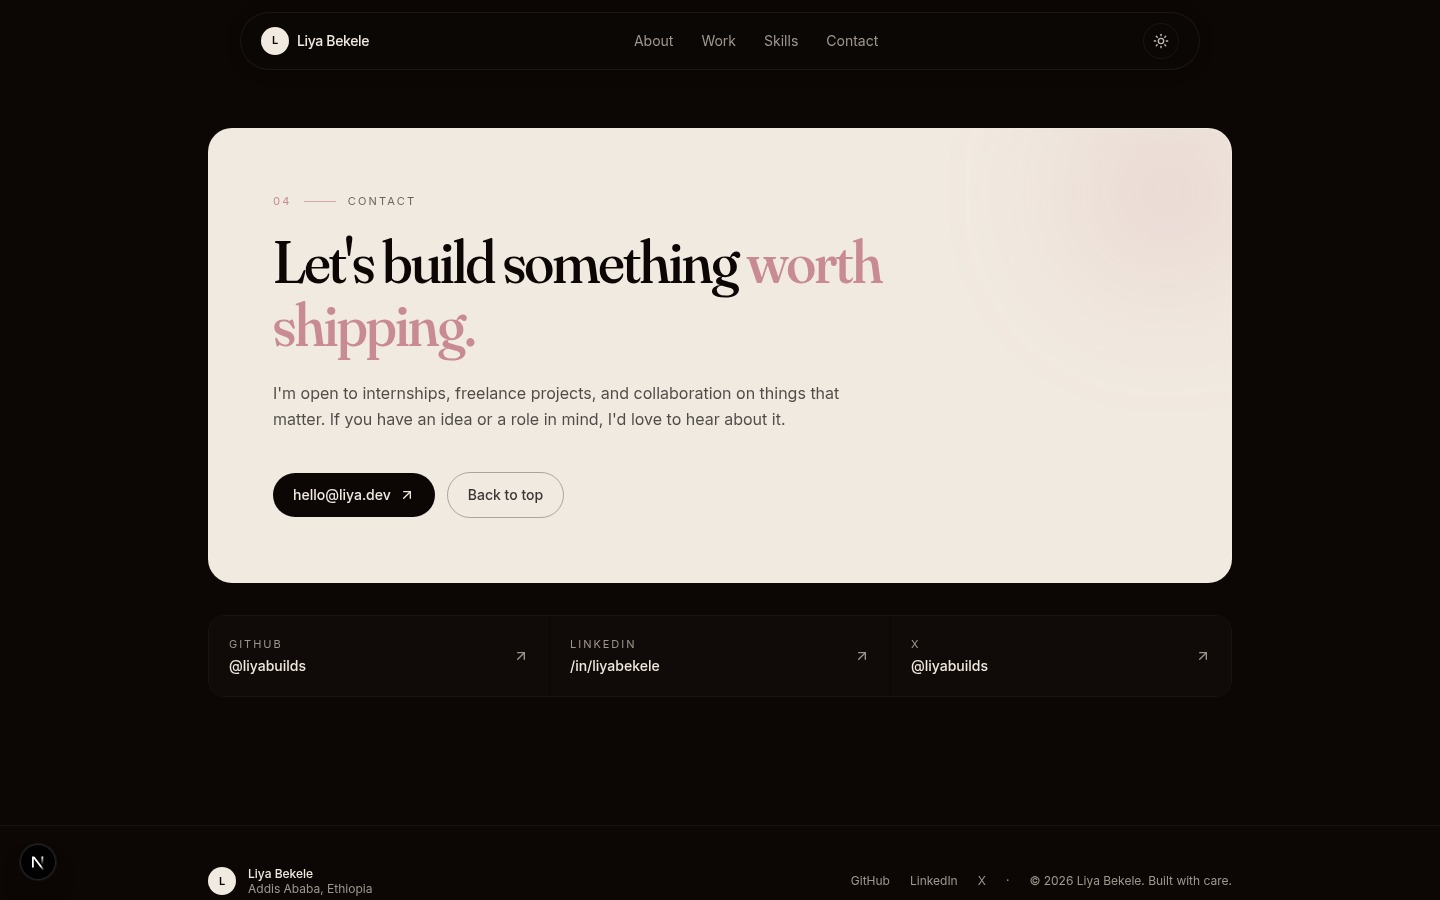 L Liya Bekele About Work Skills Contact
04 CONTACT
Let's build something worth
shipping.
I'm open to internships, freelance projects, and collaboration on things that
matter. If you have an idea or a role in mind, I'd love to hear about it.
hello@liya.dev Back to top
GITHUB
@liyabuilds
LINKEDIN
/in/liyabekele
X
@liyabuilds
N
L
Liya Bekele
Addis Ababa, Ethiopia
GitHub LinkedIn X · © 2026 Liya Bekele. Built with care.